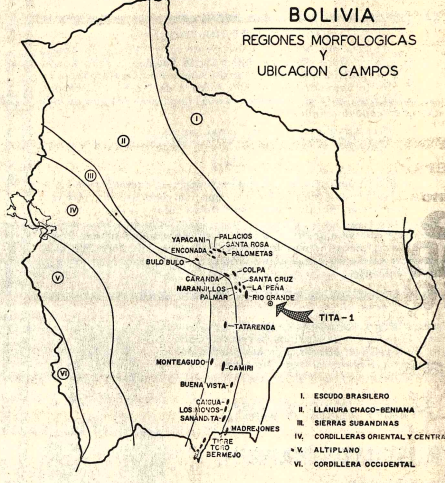 BOLIVIA
REGIONES MORFOLOGICAS
Y
UBICACION CAMPOS
I
II
III
IV
V
VI
YAPACANI
PALACIOS
SANTA ROSA
ENCONADA
PALOMETAS
BULO BULO
COLPA
CARANDA
SANTA CRUZ
NARANJILLOS
LA PEÑA
PALMAR
RIO GRANDE
TITA-1
TATARENDA
MONTEAGUDO
CAMIRI
BUENA VISTA
CAIGUA
LOS MONOS
SANANDITA
MADREJONES
TIGRE
TORO
BERMEJO
I. ESCUDO BRASILERO
II. LLANURA CHACO-BENIANA
III. SIERRAS SUBANDINAS
IV. CORDILLERAS ORIENTAL Y CENTRA
V. ALTIPLANO
VI. CORDILLERA OCCIDENTAL